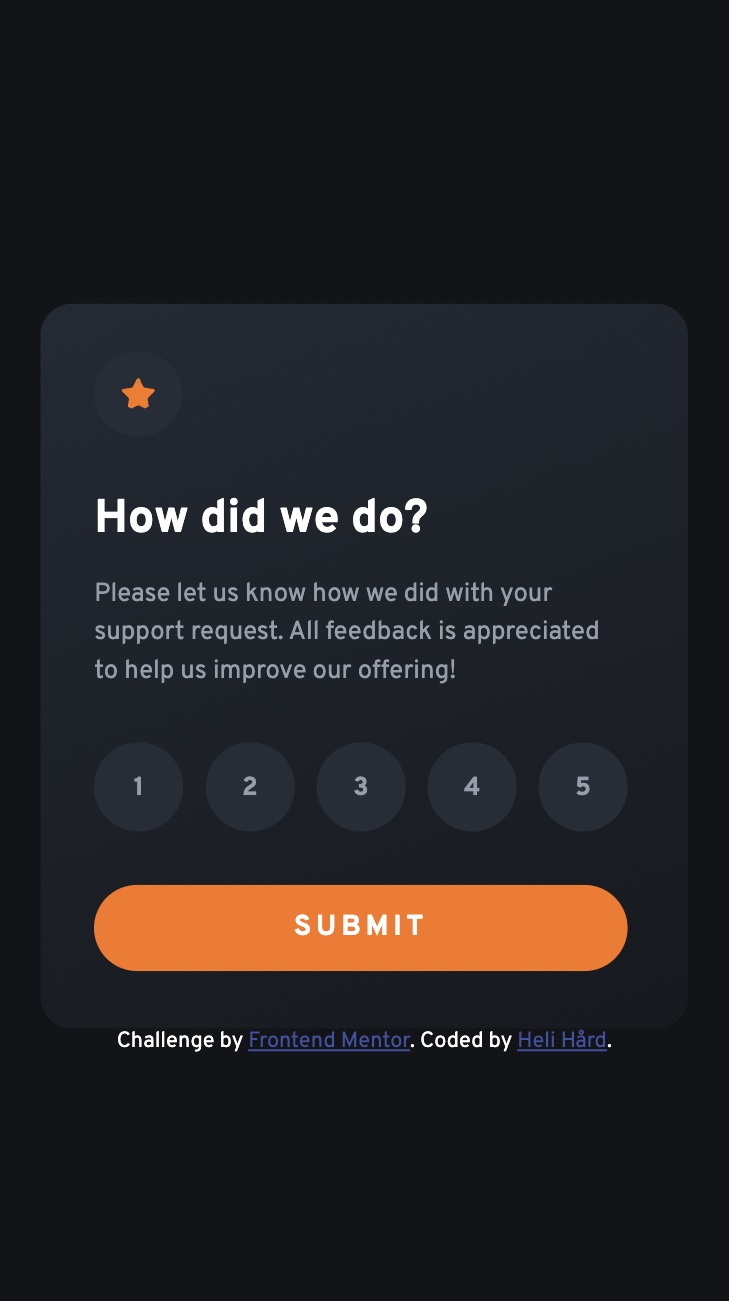 How did we do?
Please let us know how we did with your
support request. All feedback is appreciated
to help us improve our offering!
1 2 3 4 5
SUBMIT
Challenge by Frontend Mentor. Coded by Heli Hård.